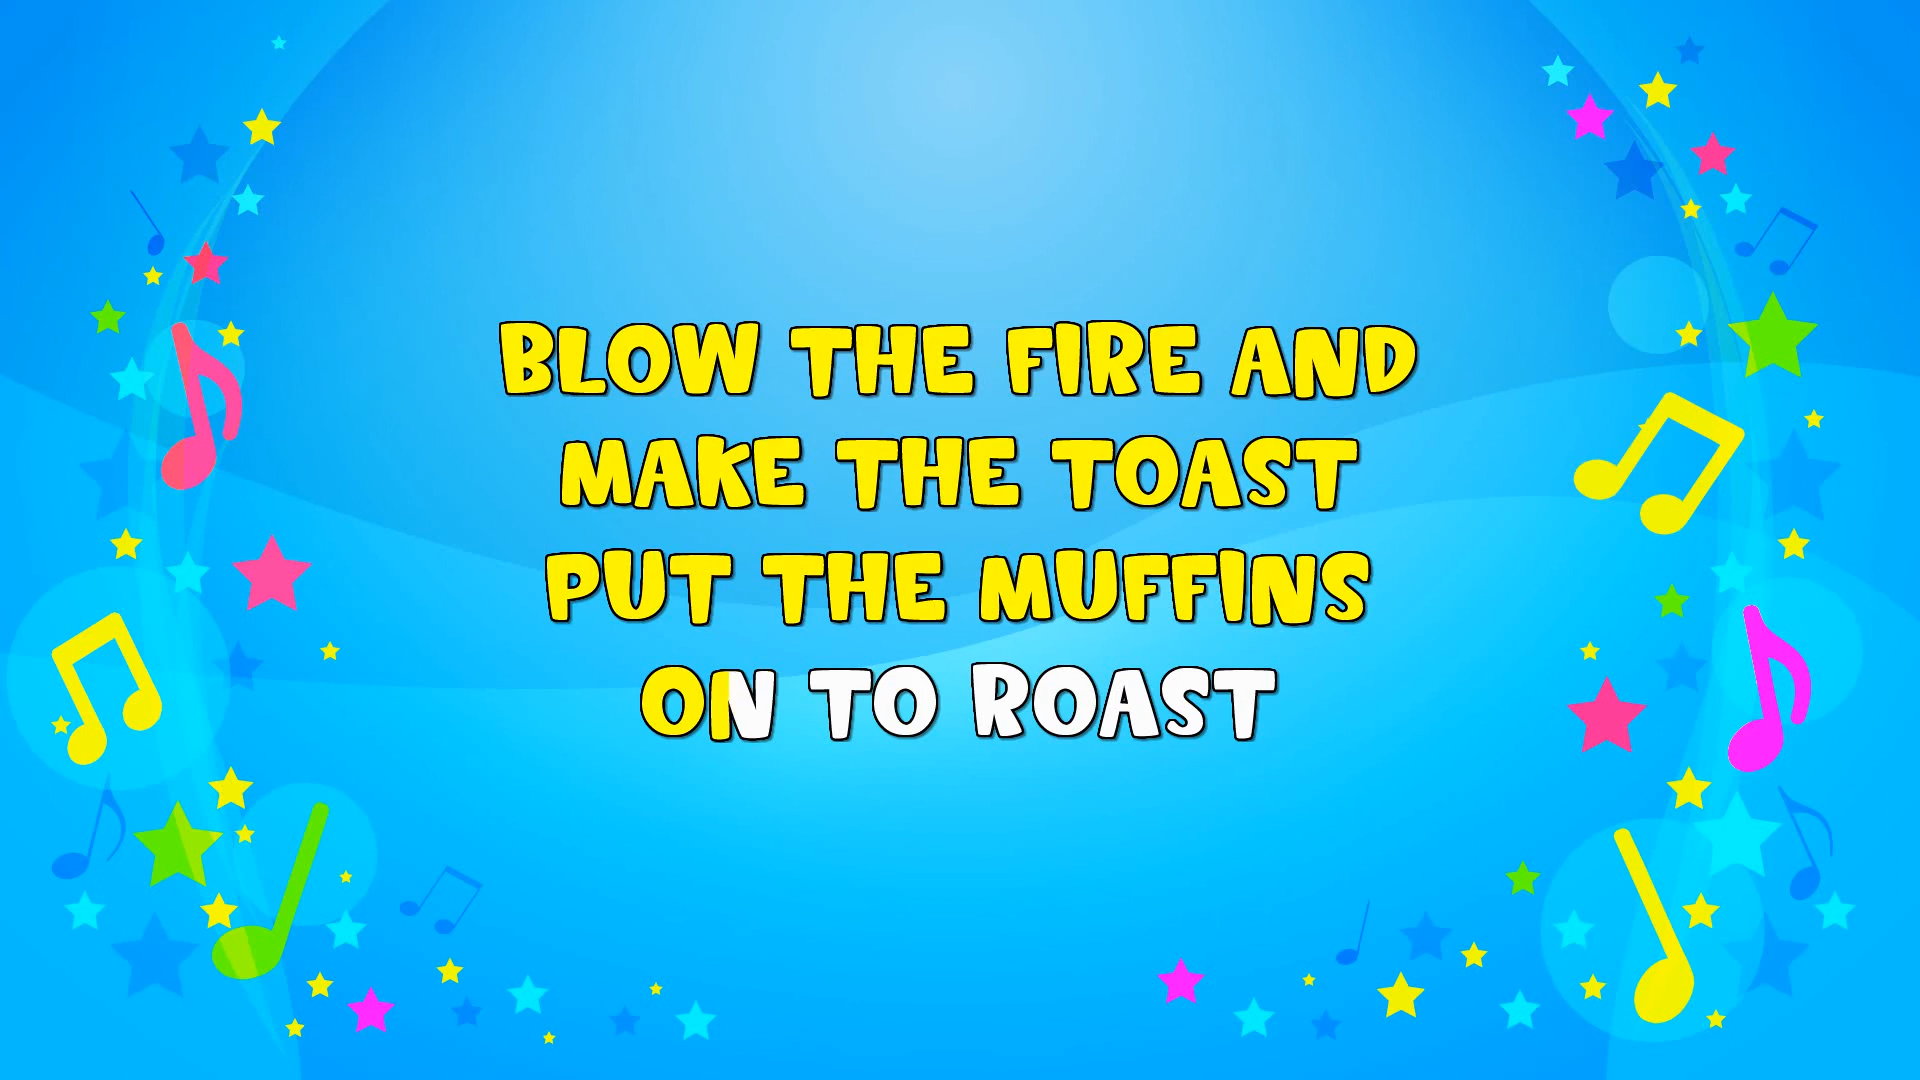 BLOW THE FIRE AND
MAKE THE TOAST
PUT THE MUFFINS
ON TO ROAST